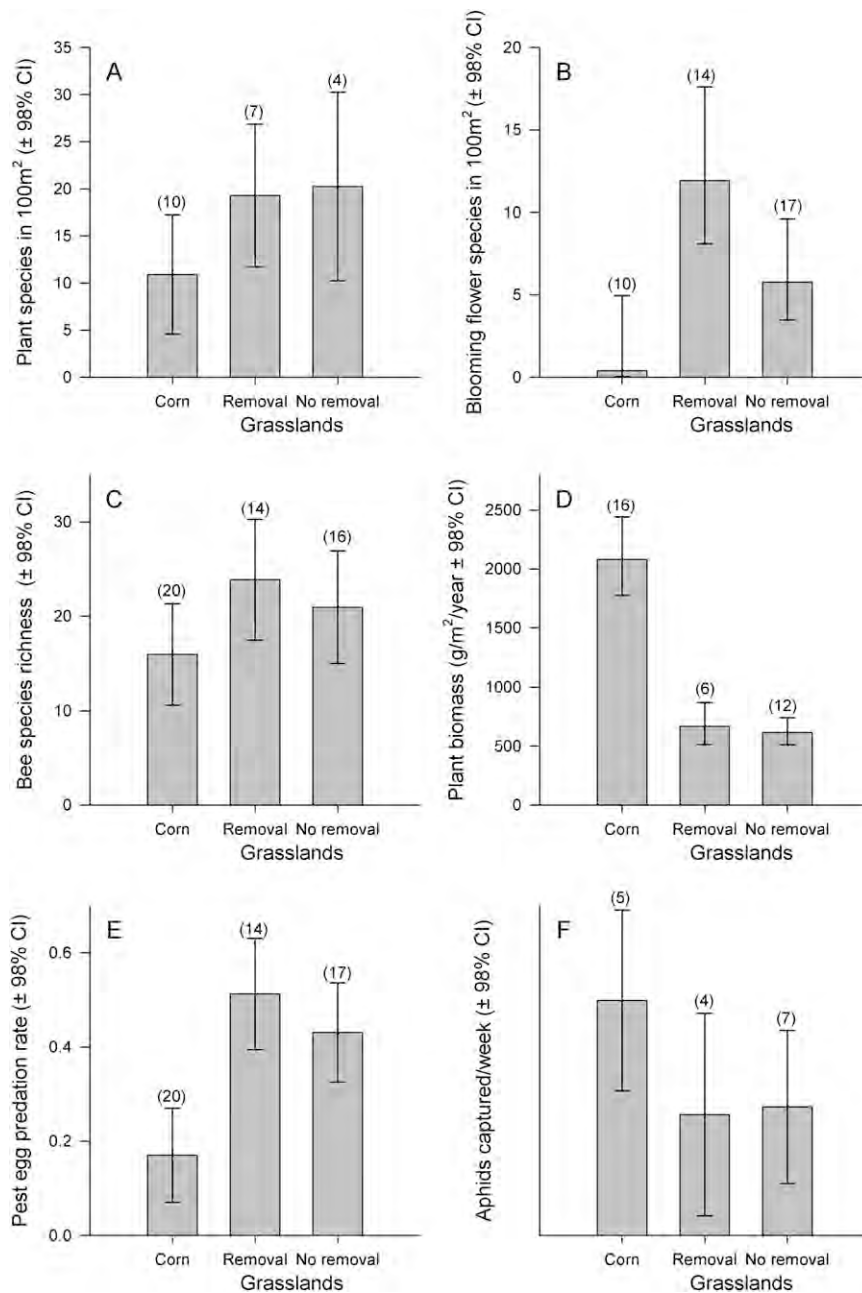 A
Plant species in 100m² (± 98% CI)
35
30
25
20
15
10
5
0
(10)
(7)
(4)
Corn
Removal
No removal
Grasslands
B
Blooming flower species in 100m² (± 98% CI)
20
15
10
5
0
(10)
(14)
(17)
Corn
Removal
No removal
Grasslands
C
Bee species richness (± 98% CI)
30
20
10
0
(20)
(14)
(16)
Corn
Removal
No removal
Grasslands
D
Plant biomass (g/m²/year ± 98% CI)
2500
2000
1500
1000
500
0
(16)
(6)
(12)
Corn
Removal
No removal
Grasslands
E
Pest egg predation rate (± 98% CI)
0.6
0.4
0.2
0.0
(20)
(14)
(17)
Corn
Removal
No removal
Grasslands
F
Aphids captured/week (± 98% CI)
(5)
(4)
(7)
Corn
Removal
No removal
Grasslands